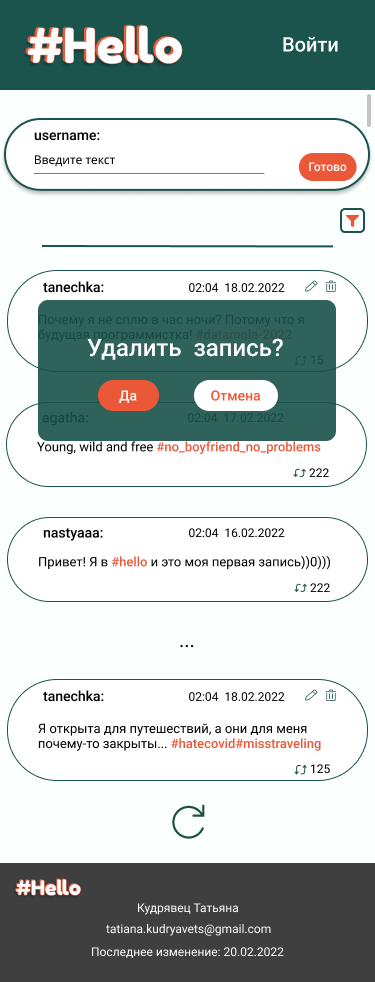 #Hello
Войти
username:
Введите текст
Готово
tanechka:
02:04 18.02.2022
Почему я не сплю в час ночи? Потому что я
будущая программистка! #datamola-2022
15
Удалить запись?
Да
Отмена
agatha:
02:04 17.02.2022
Young, wild and free #no_boyfriend_no_problems
222
nastyaaa:
02:04 16.02.2022
Привет! Я в #hello и это моя первая запись))0)))
222
...
tanechka:
02:04 18.02.2022
Я открыта для путешествий, а они для меня
почему-то закрыты... #hatecovid#misstraveling
125
#Hello
Кудрявец Татьяна
tatiana.kudryavets@gmail.com
Последнее изменение: 20.02.2022